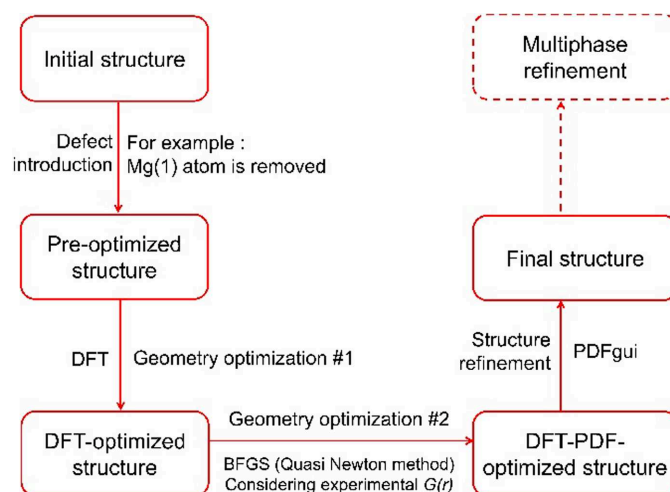 Initial structure
Defect
introduction
For example :
Mg(1) atom is removed
Pre-optimized
structure
DFT
Geometry optimization #1
DFT-optimized
structure
Geometry optimization #2
BFGS (Quasi Newton method)
Considering experimental G(r)
DFT-PDF-
optimized structure
Structure
refinement
PDFgui
Final structure
Multiphase
refinement